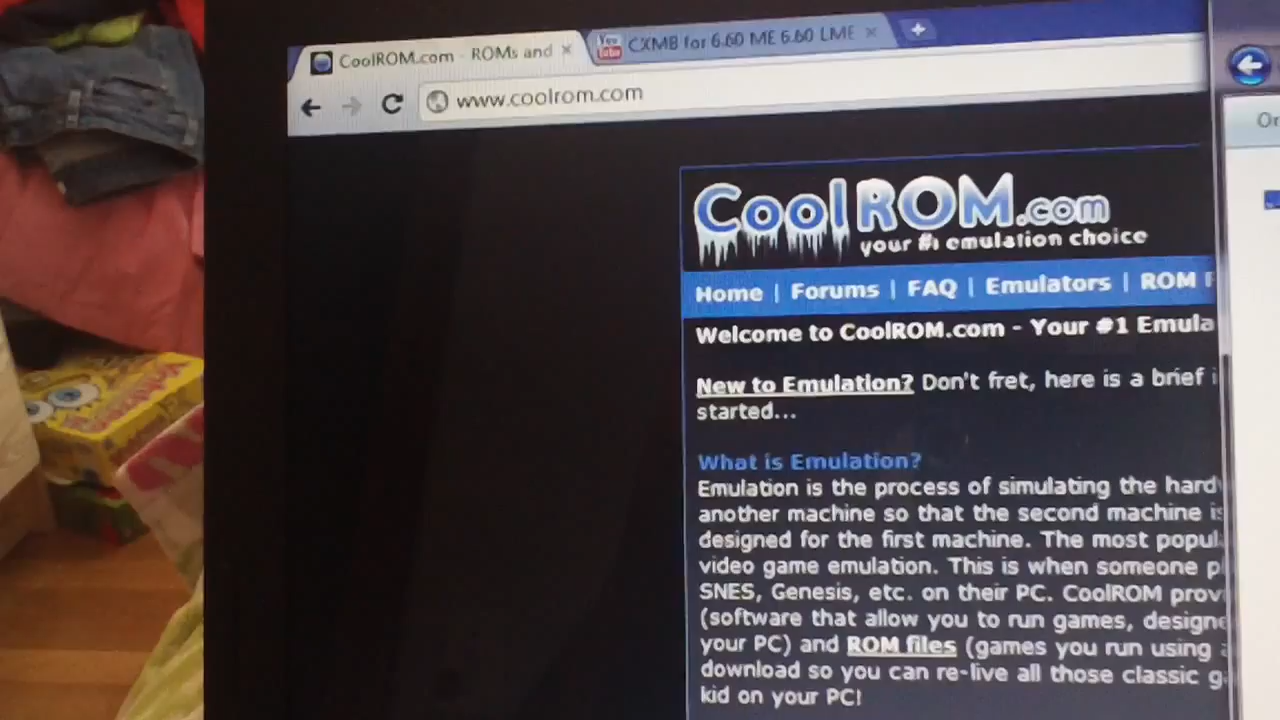 CoolROM.com - ROMs and
You Tube CXMB for 6.60 ME 6.60 LME
www.coolrom.com
Or
CoolROM.com
your #1 emulation choice
Home | Forums | FAQ | Emulators | ROM
Welcome to CoolROM.com - Your #1 Emula
New to Emulation? Don't fret, here is a brief i
started...
What is Emulation?
Emulation is the process of simulating the hard
another machine so that the second machine is
designed for the first machine. The most popul
video game emulation. This is when someone p
SNES, Genesis, etc. on their PC. CoolROM prov
(software that allow you to run games, designe
your PC) and ROM files (games you run using
download so you can re-live all those classic g
kid on your PC!